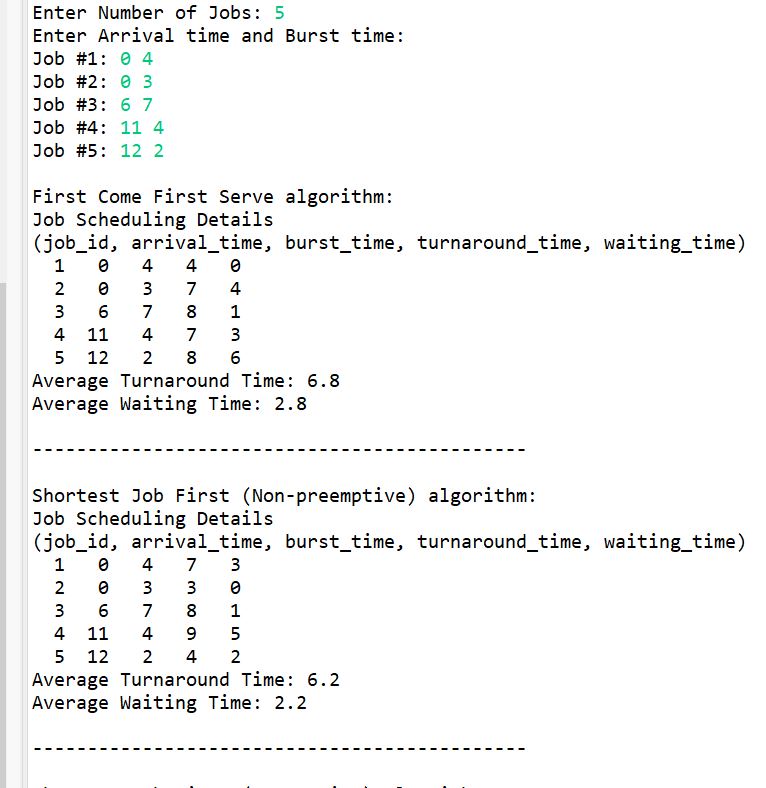 Enter Number of Jobs: 5
Enter Arrival time and Burst time:
Job #1: 0 4
Job #2: 0 3
Job #3: 6 7
Job #4: 11 4
Job #5: 12 2
First Come First Serve algorithm:
Job Scheduling Details
(job_id, arrival_time, burst_time, turnaround_time, waiting_time)
1 0 4 4 0
2 0 3 7 4
3 6 7 8 1
4 11 4 7 3
5 12 2 8 6
Average Turnaround Time: 6.8
Average Waiting Time: 2.8
---------------------------------------------
Shortest Job First (Non-preemptive) algorithm:
Job Scheduling Details
(job_id, arrival_time, burst_time, turnaround_time, waiting_time)
1 0 4 7 3
2 0 3 3 0
3 6 7 8 1
4 11 4 9 5
5 12 2 4 2
Average Turnaround Time: 6.2
Average Waiting Time: 2.2
---------------------------------------------